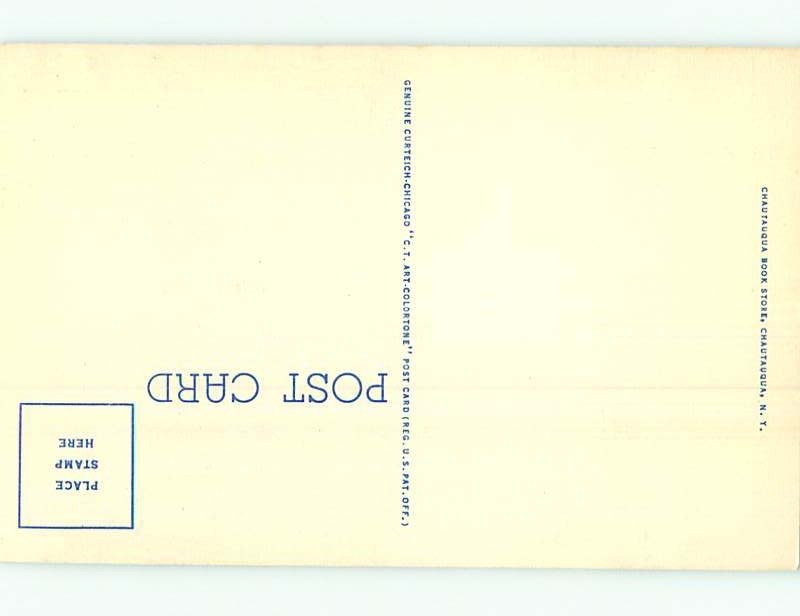 CHAUTAUQUA BOOK STORE, CHAUTAUQUA, N. Y.
GENUINE CURTEICH-CHICAGO "C.T. ART-COLORTONE" POST CARD (REG. U.S. PAT. OFF.)
POST CARD
PLACE
STAMP
HERE